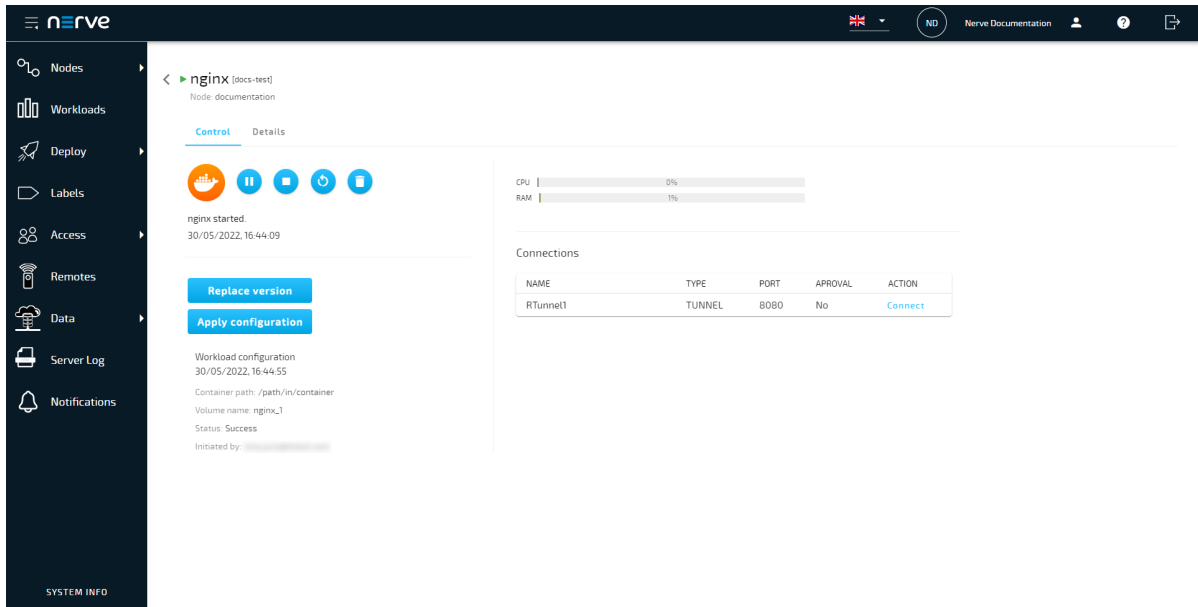 nerve
ND Nerve Documentation
Nodes
Workloads
Deploy
Labels
Access
Remotes
Data
Server Log
Notifications
SYSTEM INFO
nginx [docs-test]
Node: documentation
Control Details
nginx started.
30/05/2022, 16:44:09
Replace version
Apply configuration
Workload configuration
30/05/2022, 16:44:55
Container path: /path/in/container
Volume name: nginx_1
Status: Success
Initiated by:
CPU 0%
RAM 1%
Connections
NAME TYPE PORT APROVAL ACTION
RTunnel1 TUNNEL 8080 No Connect